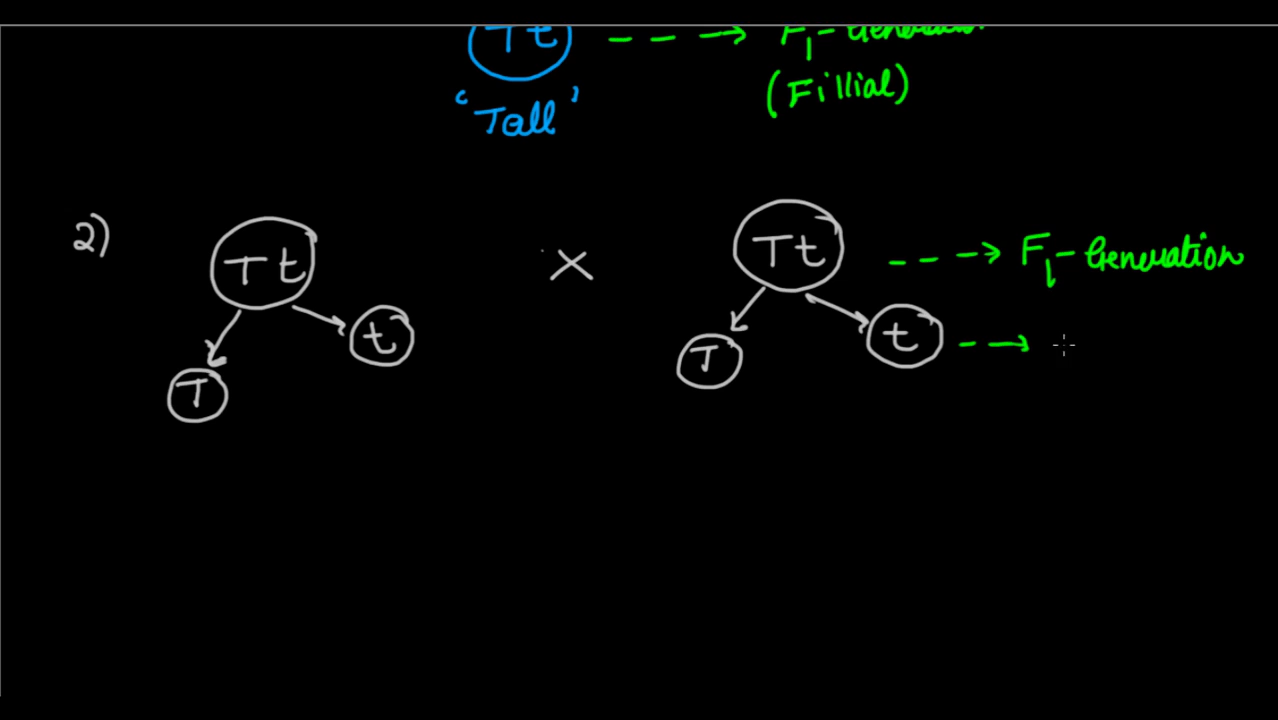 Tt - - -> F1-Generation
(Fillial)
'Tall'
2) Tt × Tt - - -> F1-Generation
T t T t - ->